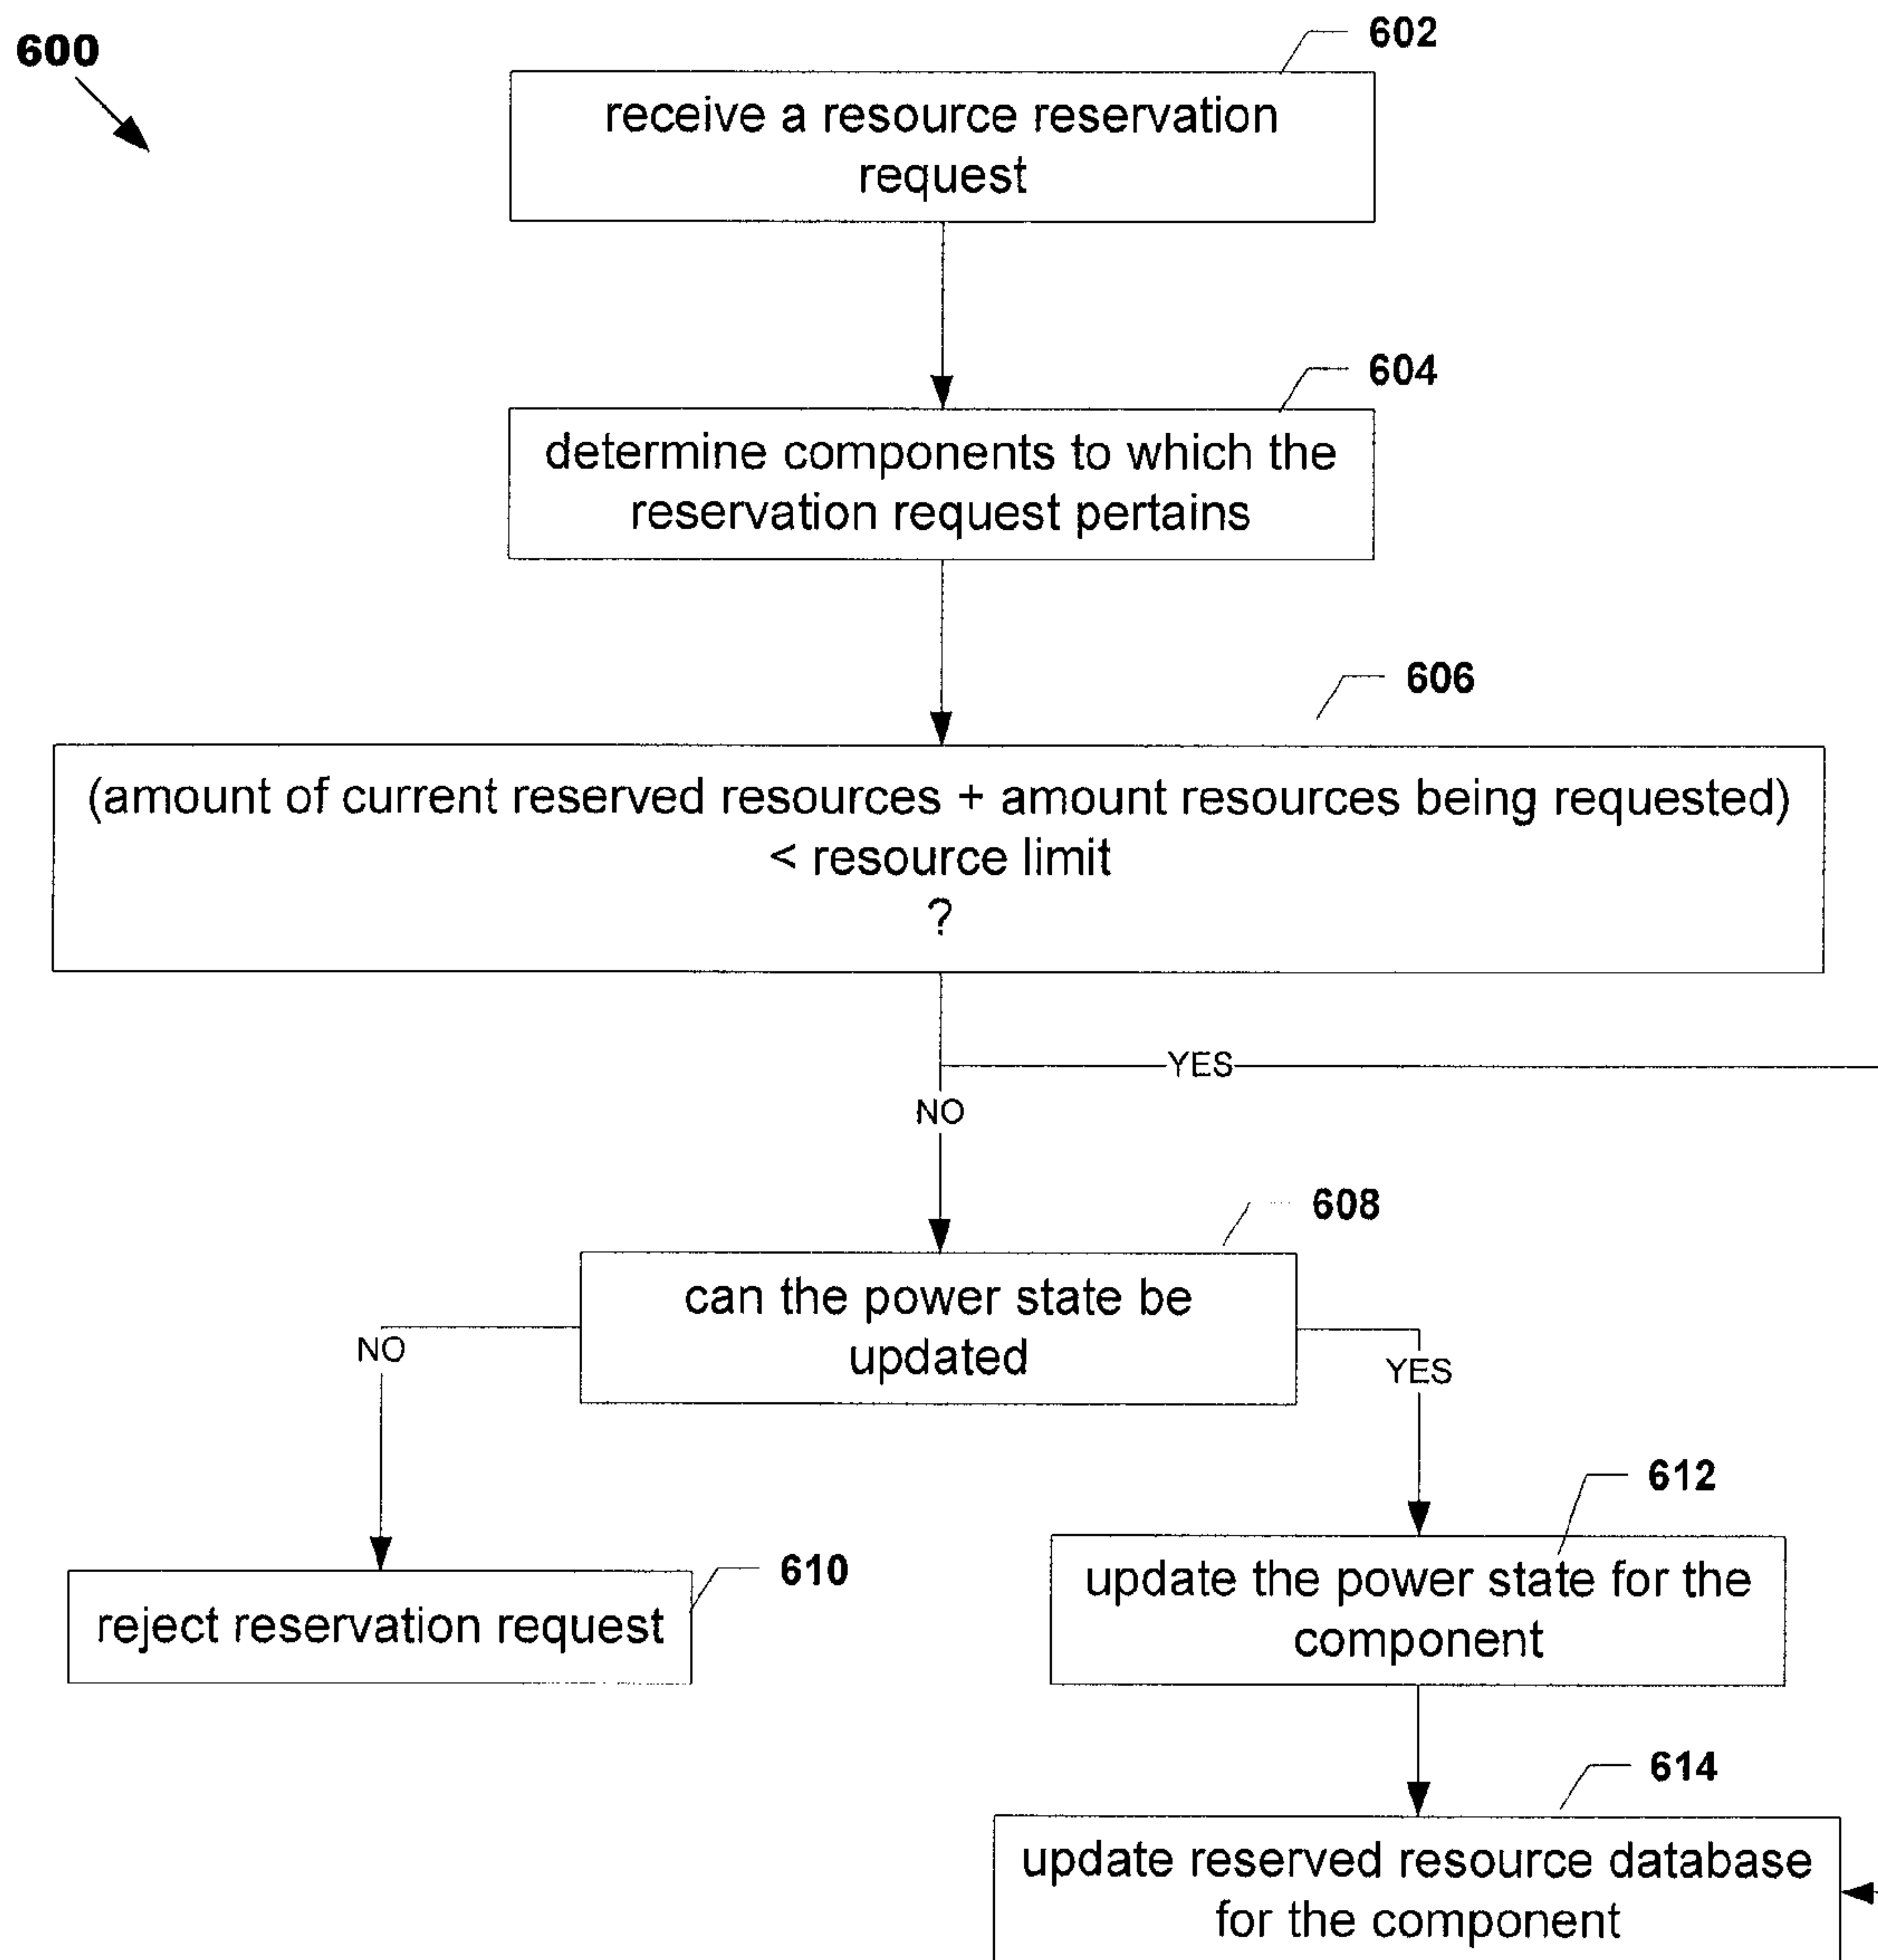 600
602
receive a resource reservation
request
604
determine components to which the
reservation request pertains
606
(amount of current reserved resources + amount resources being requested)
< resource limit
?
YES
NO
608
can the power state be
updated
NO
YES
612
update the power state for the
component
610
reject reservation request
614
update reserved resource database
for the component